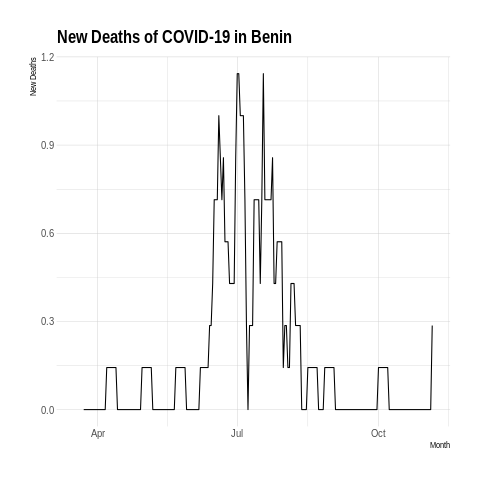 New Deaths of COVID-19 in Benin
New Deaths
1.2
0.9
0.6
0.3
0.0
Apr
Jul
Oct
Month